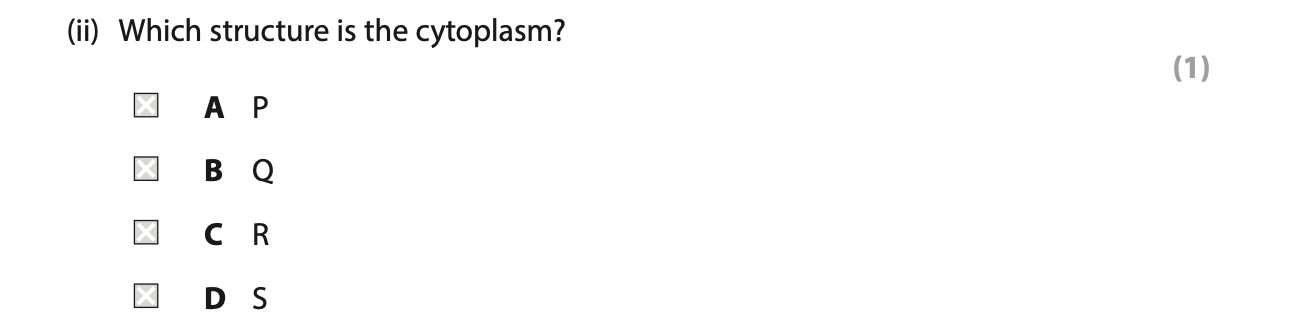 (ii) Which structure is the cytoplasm?
(1)
A P
B Q
C R
D S